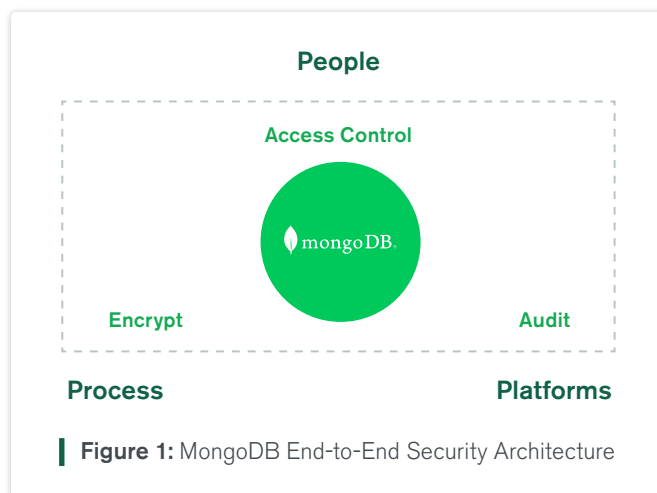 People
Access Control
mongoDB®
Encrypt
Audit
Process
Platforms
Figure 1: MongoDB End-to-End Security Architecture